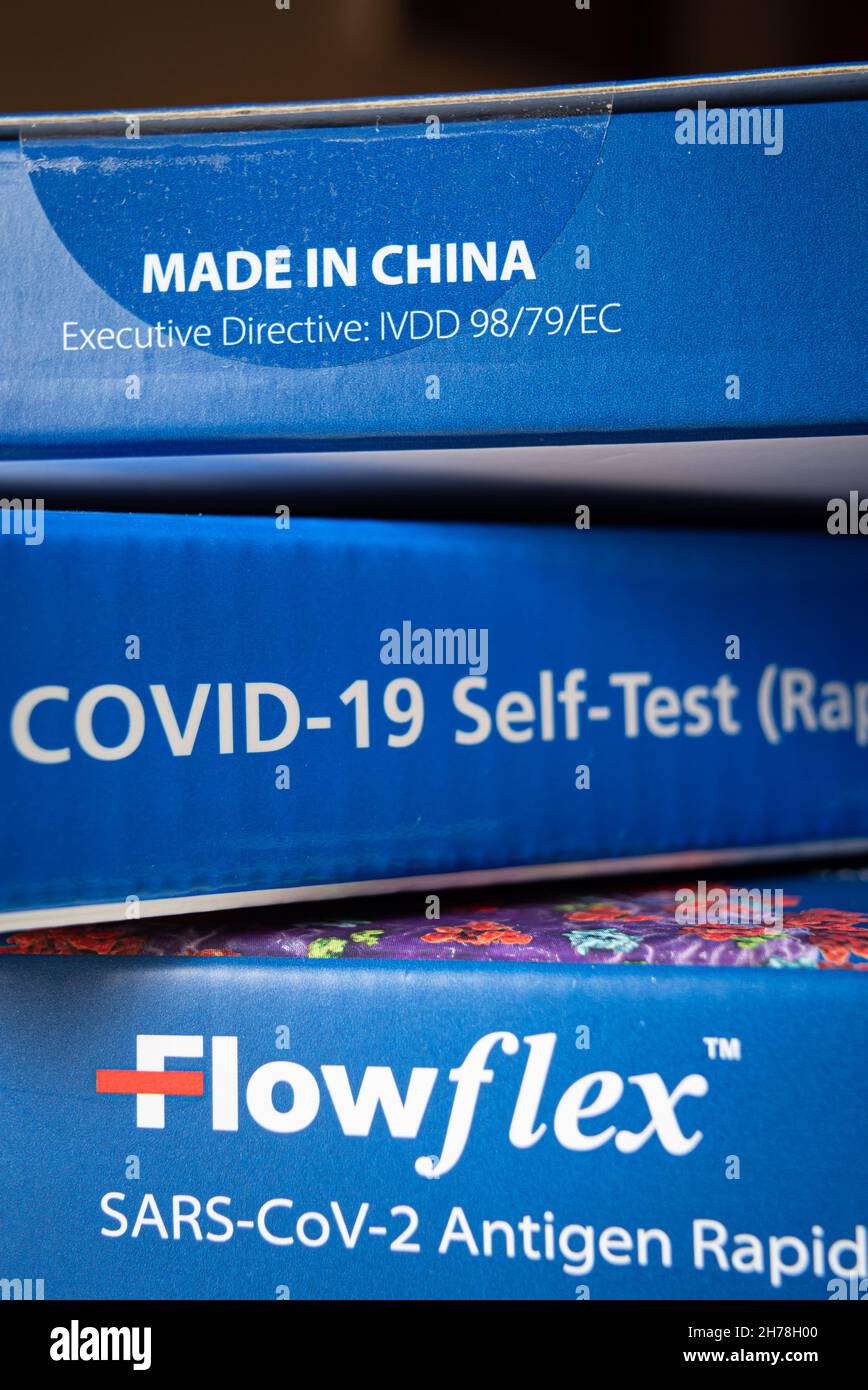 MADE IN CHINA
Executive Directive: IVDD 98/79/EC
COVID-19 Self-Test (Rap
Flowflex™
SARS-CoV-2 Antigen Rapid
alamy
Image ID: 2H78H00
www.alamy.com